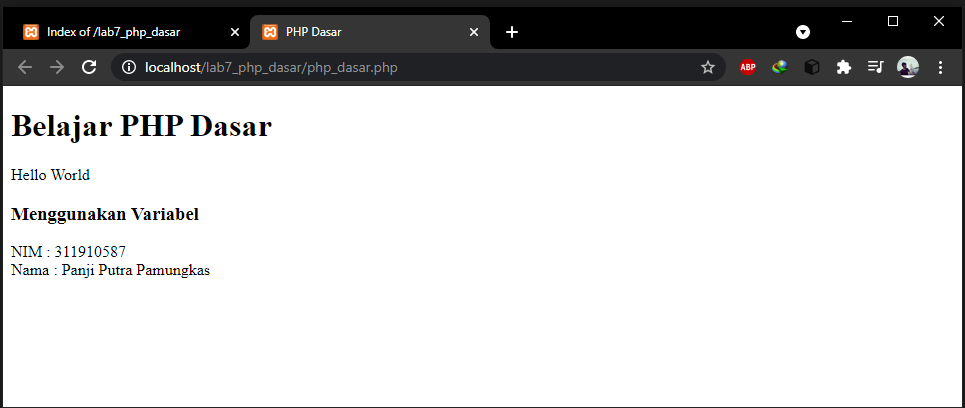 Index of /lab7_php_dasar
PHP Dasar
localhost/lab7_php_dasar/php_dasar.php
ABP
Belajar PHP Dasar
Hello World
Menggunakan Variabel
NIM : 311910587
Nama : Panji Putra Pamungkas